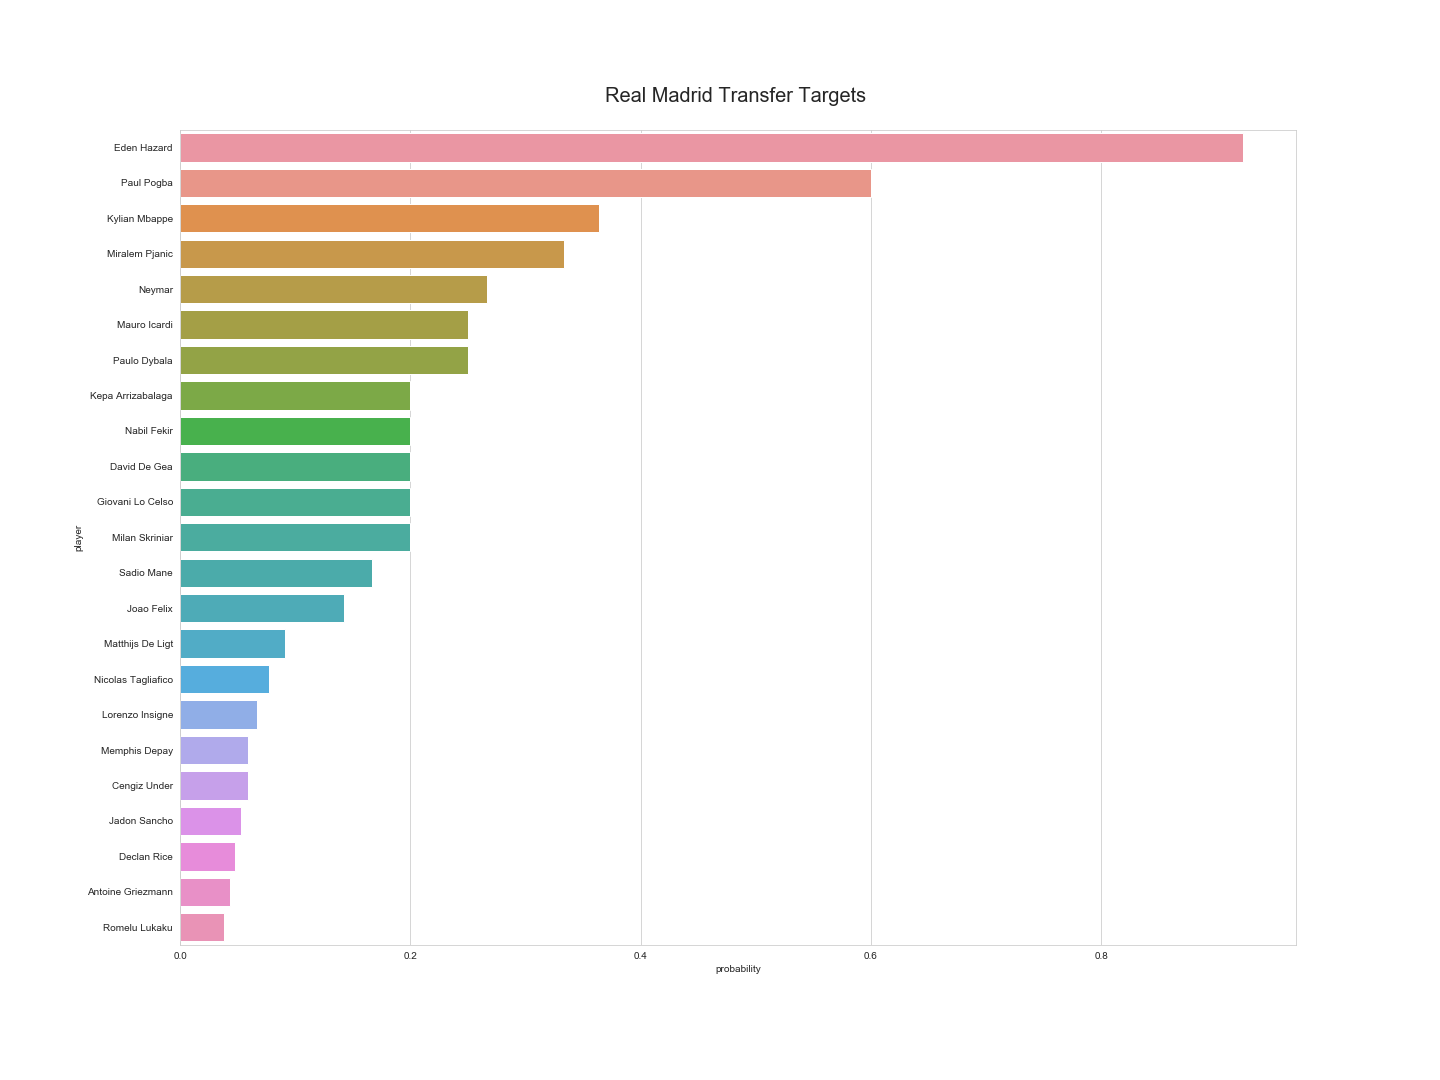 Real Madrid Transfer Targets
player
Eden Hazard
Paul Pogba
Kylian Mbappe
Miralem Pjanic
Neymar
Mauro Icardi
Paulo Dybala
Kepa Arrizabalaga
Nabil Fekir
David De Gea
Giovani Lo Celso
Milan Skriniar
Sadio Mane
Joao Felix
Matthijs De Ligt
Nicolas Tagliafico
Lorenzo Insigne
Memphis Depay
Cengiz Under
Jadon Sancho
Declan Rice
Antoine Griezmann
Romelu Lukaku
0.0 0.2 0.4 0.6 0.8
probability